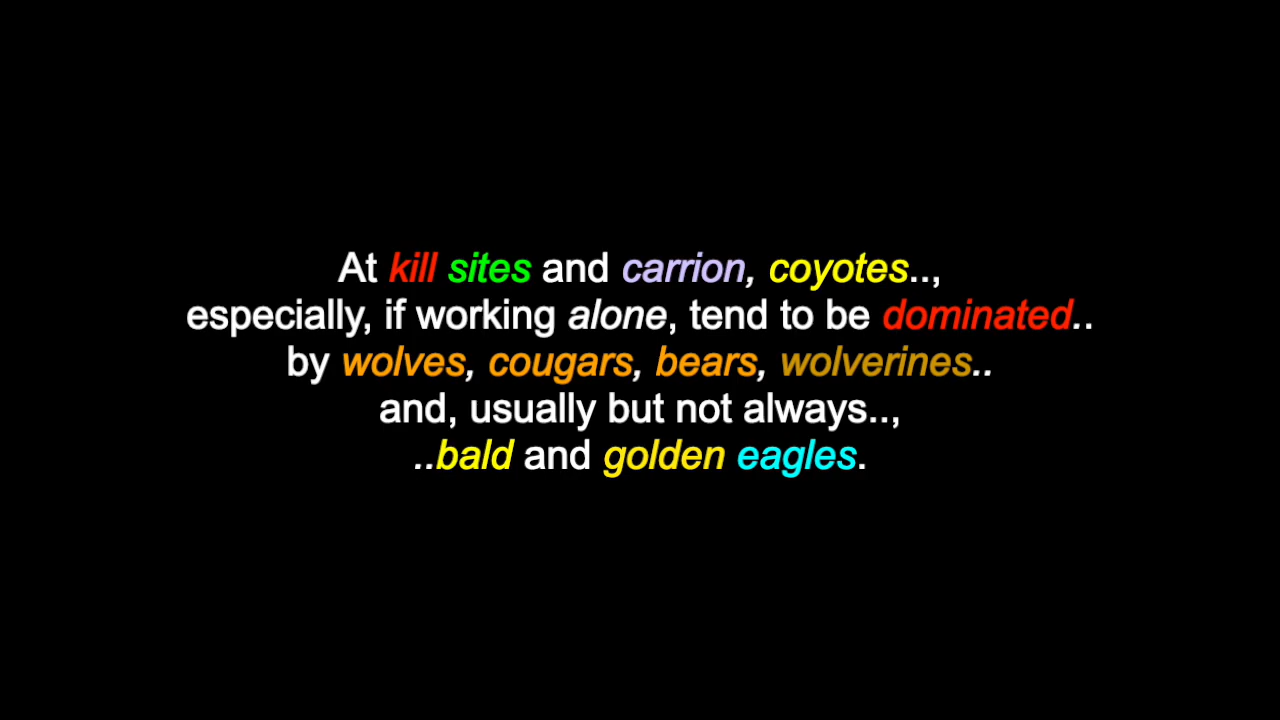 At kill sites and carrion, coyotes..,
especially, if working alone, tend to be dominated..
by wolves, cougars, bears, wolverines..
and, usually but not always..,
..bald and golden eagles.